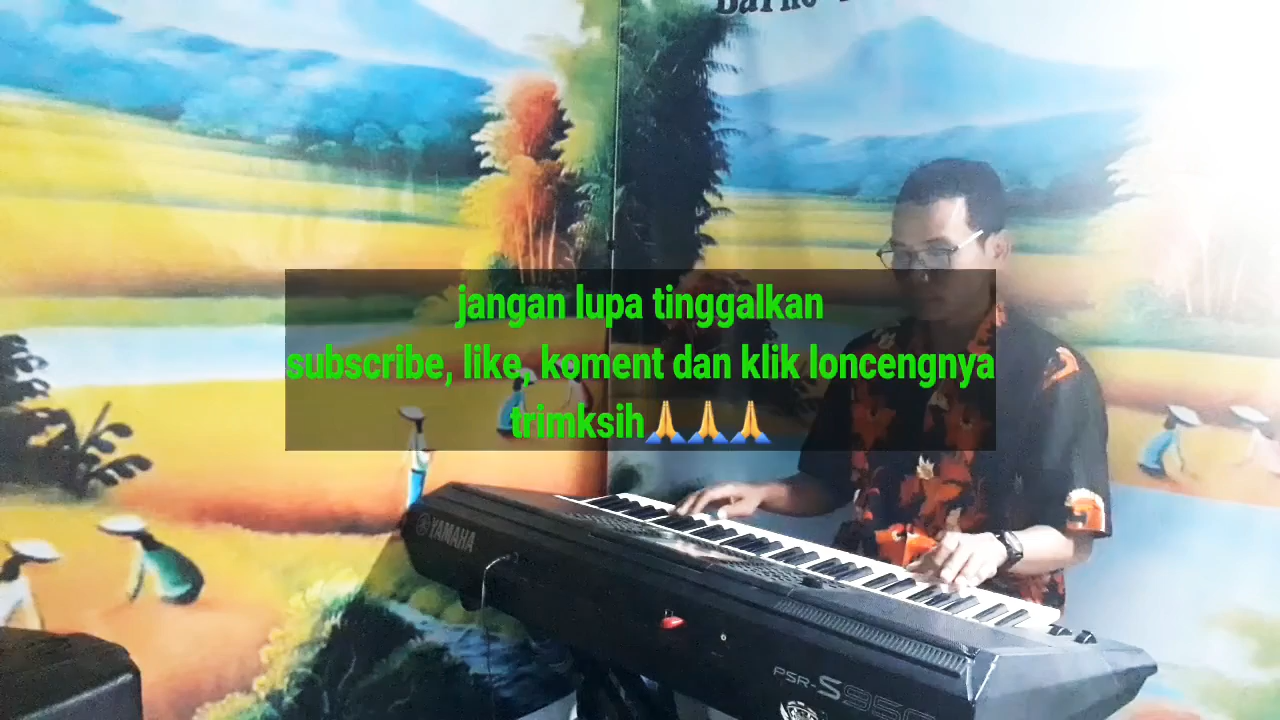 jangan lupa tinggalkan
subscribe, like, koment dan klik loncengnya
trimksih🙏🙏🙏
YAMAHA
PSR-S950